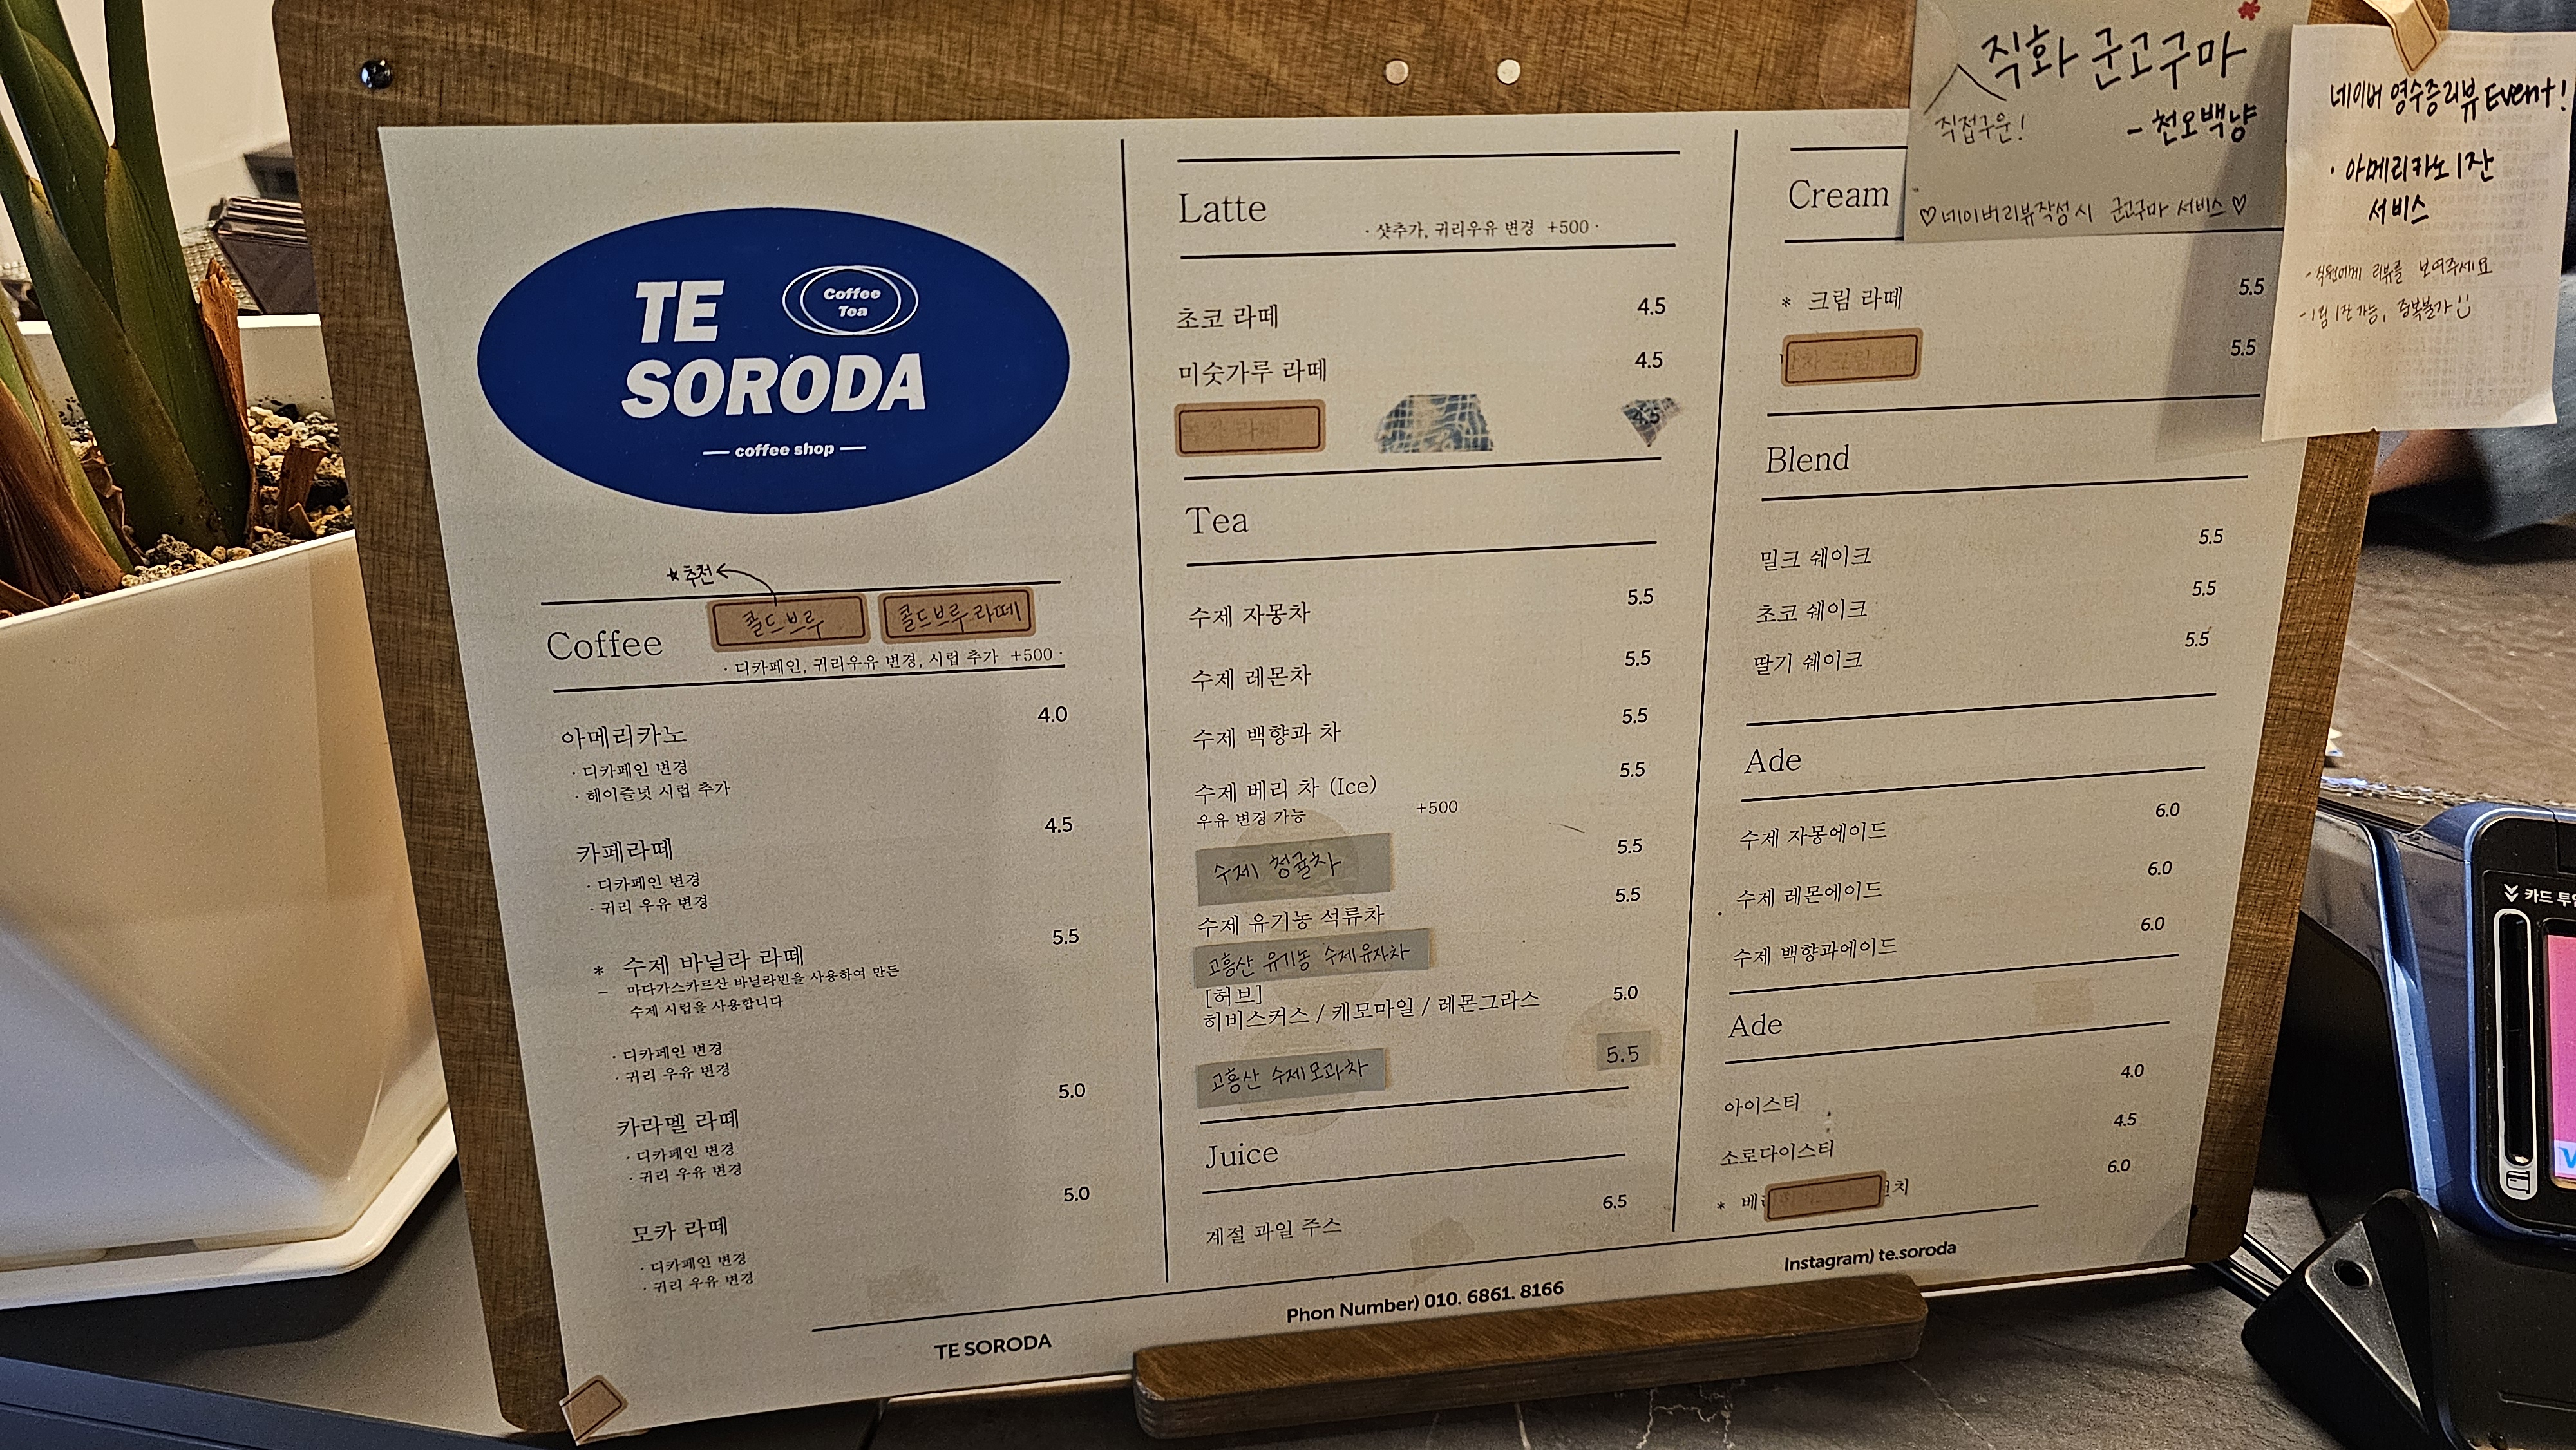 TE
SORODA
Coffee
Tea
coffee shop
*추천
콜드브루
콜드브루라떼
Coffee
· 디카페인, 귀리우유 변경, 시럽 추가 +500 ·
아메리카노 4.0
· 디카페인 변경
· 헤이즐넛 시럽 추가
카페라떼 4.5
· 디카페인 변경
· 귀리 우유 변경
* 수제 바닐라 라떼 5.5
– 마다가스카르산 바닐라빈을 사용하여 만든
수제 시럽을 사용합니다
· 디카페인 변경
· 귀리 우유 변경
카라멜 라떼 5.0
· 디카페인 변경
· 귀리 우유 변경
모카 라떼 5.0
· 디카페인 변경
· 귀리 우유 변경
Latte
· 샷추가, 귀리우유 변경 +500 ·
초코 라떼 4.5
미숫가루 라떼 4.5
라떼 4.5
Tea
수제 자몽차 5.5
수제 레몬차 5.5
수제 백향과 차 5.5
수제 베리 차 (Ice) 5.5
우유 변경 가능 +500
수제 청귤차 5.5
수제 유기농 석류차 5.5
고흥산 유기농 수제유자차
[허브]
히비스커스 / 캐모마일 / 레몬그라스 5.0
고흥산 수제모과차 5.5
Juice
계절 과일 주스 6.5
Cream
* 크림 라떼 5.5
5.5
Blend
밀크 쉐이크 5.5
초코 쉐이크 5.5
딸기 쉐이크 5.5
Ade
수제 자몽에이드 6.0
수제 레몬에이드 6.0
수제 백향과에이드 6.0
Ade
아이스티 4.0
소로다이스티 4.5
* 베 치 6.0
TE SORODA
Phon Number) 010. 6861. 8166
Instagram) te.soroda
직화 군고구마
직접구운!
- 천오백냥
♡네이버리뷰작성시 군고구마 서비스♡
네이버 영수증리뷰 Event!
· 아메리카노 1잔
서비스
- 직원에게 리뷰를 보여주세요
- 1일 1잔 가능, 중복불가
카드 투입